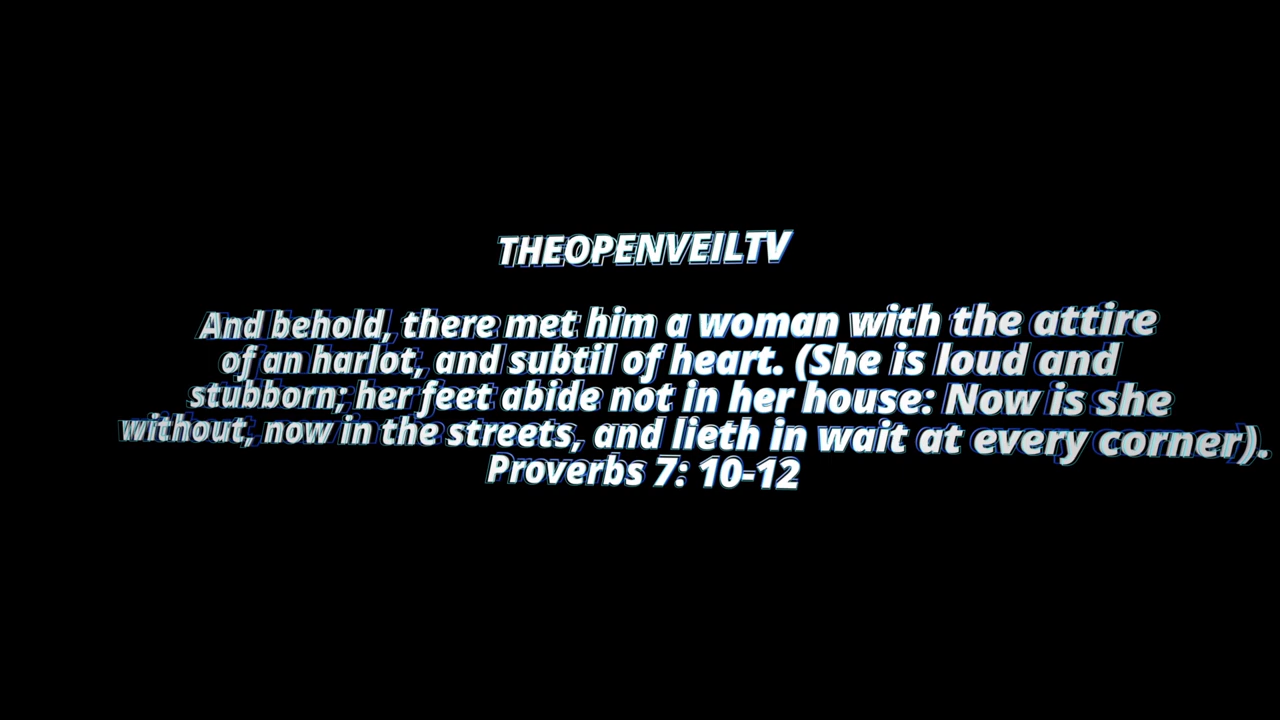 THEOPENVEILTV
And behold, there met him a woman with the attire
of an harlot, and subtil of heart. (She is loud and
stubborn; her feet abide not in her house: Now is she
without, now in the streets, and lieth in wait at every corner).
Proverbs 7: 10-12